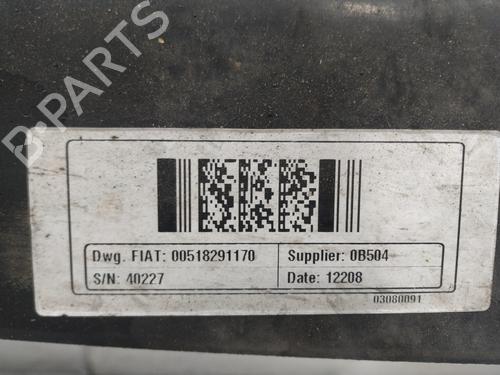 B-PARTS
Dwg. FIAT: 00518291170 Supplier: 0B504
S/N: 40227 Date: 12208
03080091